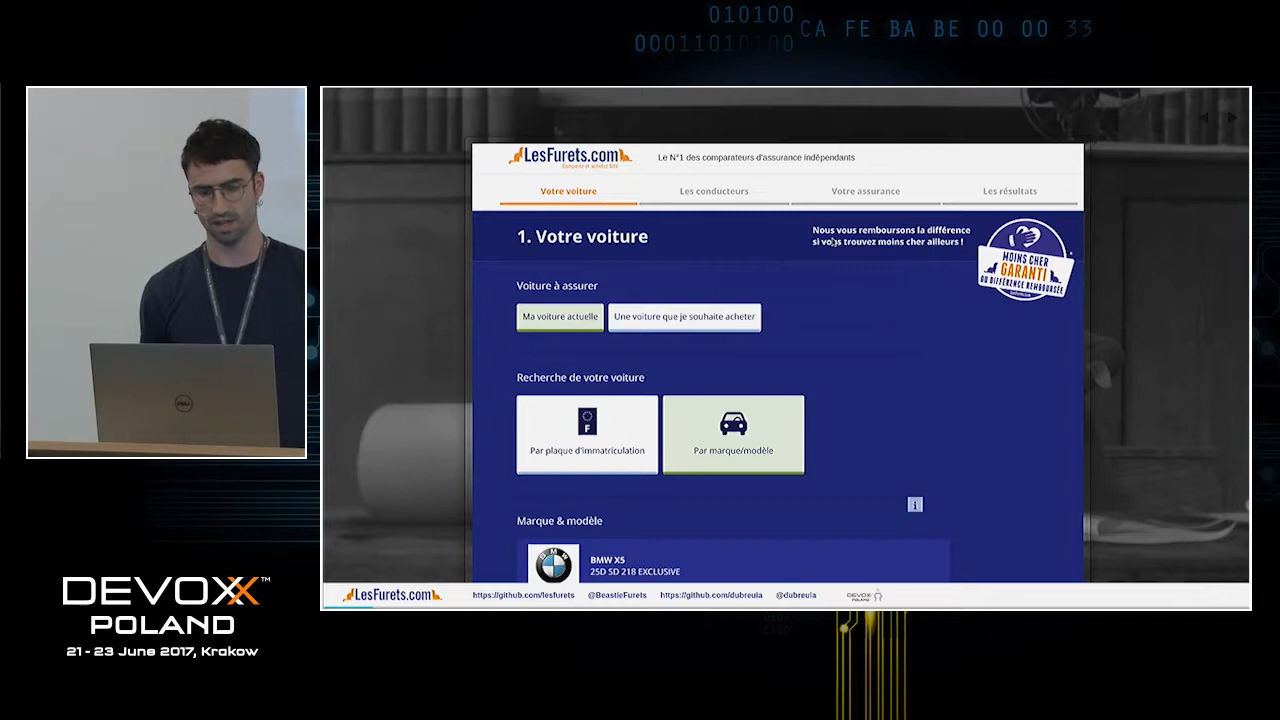 010100
00011010100
CA FE BA BE 00 00 33
LesFurets.com
Comparer et acheter futé
Le N°1 des comparateurs d'assurance indépendants
Votre voiture
Les conducteurs
Votre assurance
Les résultats
1. Votre voiture
Nous vous remboursons la différence
si vous trouvez moins cher ailleurs !
MOINS CHER
GARANTI
OU DIFFÉRENCE REMBOURSÉE
Voiture à assurer
Ma voiture actuelle
Une voiture que je souhaite acheter
Recherche de votre voiture
F
Par plaque d'immatriculation
Par marque/modèle
i
Marque & modèle
BMW
BMW X5
25D SD 218 EXCLUSIVE
LesFurets.com
https://github.com/lesfurets
@BeastieFurets
https://github.com/dubreuia
@dubreuia
DEVOXX
POLAND
DELL
DEVOXX™
POLAND
21 - 23 June 2017, Krakow